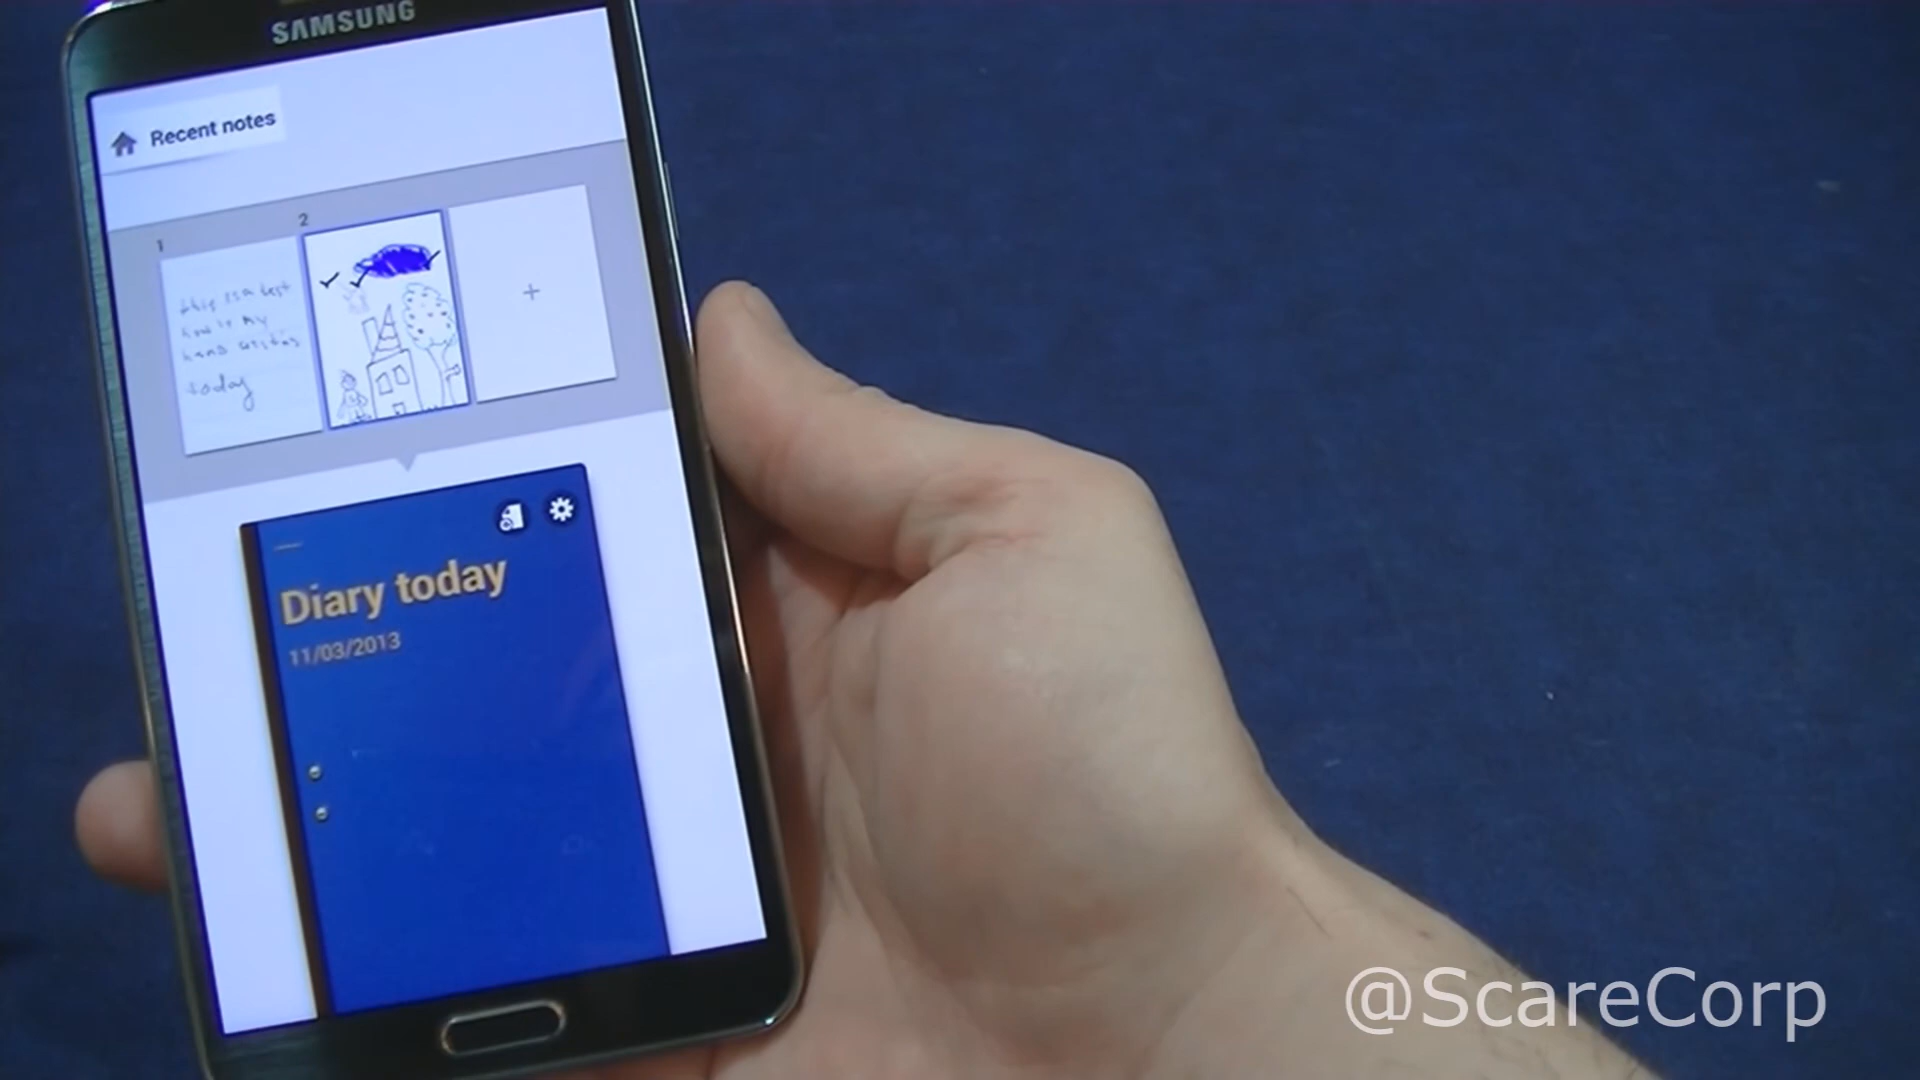 SAMSUNG
Recent notes
1
2
this is a test
how is my
hand writing
today
+
Diary today
11/03/2013
@ScareCorp